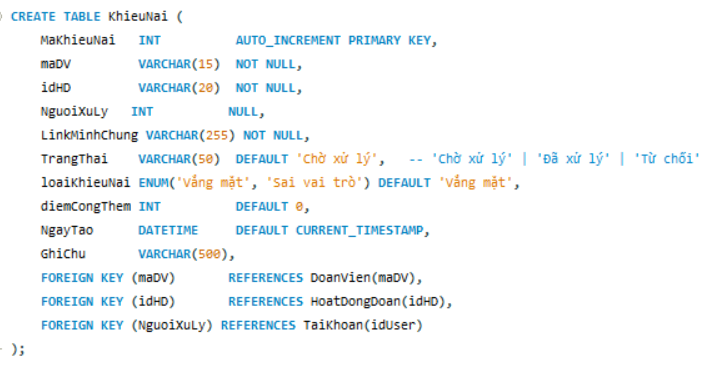 CREATE TABLE KhieuNai (
MaKhieuNai INT AUTO_INCREMENT PRIMARY KEY,
maDV VARCHAR(15) NOT NULL,
idHD VARCHAR(20) NOT NULL,
NguoiXuLy INT NULL,
LinkMinhChung VARCHAR(255) NOT NULL,
TrangThai VARCHAR(50) DEFAULT 'Chờ xử lý', -- 'Chờ xử lý' | 'Đã xử lý' | 'Từ chối'
loaiKhieuNai ENUM('Vắng mặt', 'Sai vai trò') DEFAULT 'Vắng mặt',
diemCongThem INT DEFAULT 0,
NgayTao DATETIME DEFAULT CURRENT_TIMESTAMP,
GhiChu VARCHAR(500),
FOREIGN KEY (maDV) REFERENCES DoanVien(maDV),
FOREIGN KEY (idHD) REFERENCES HoatDongDoan(idHD),
FOREIGN KEY (NguoiXuLy) REFERENCES TaiKhoan(idUser)
);